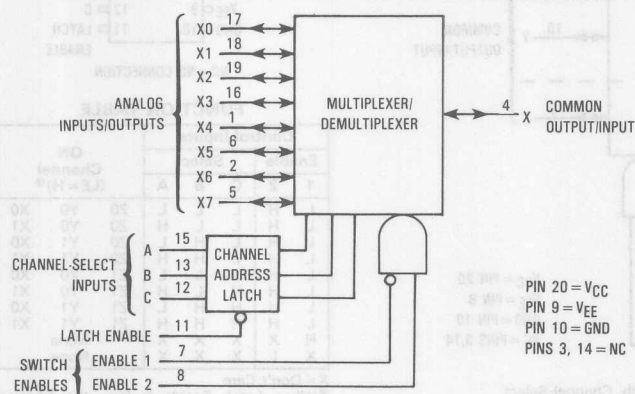 X0 17
X1 18
X2 19
X3 16
X4 1
X5 6
X6 2
X7 5
ANALOG
INPUTS/OUTPUTS
MULTIPLEXER/
DEMULTIPLEXER
4 X COMMON
OUTPUT/INPUT
A 15
B 13
C 12
CHANNEL-SELECT
INPUTS
CHANNEL
ADDRESS
LATCH
LATCH ENABLE 11
SWITCH
ENABLES
ENABLE 1 7
ENABLE 2 8
PIN 20 = VCC
PIN 9 = VEE
PIN 10 = GND
PINS 3, 14 = NC